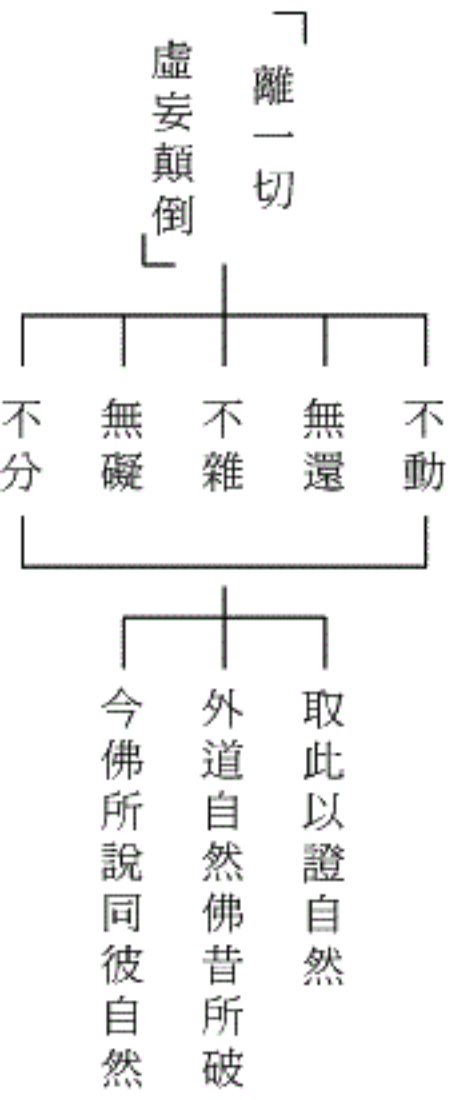 「離一切
虛妄顛倒」
不動
無還
不雜
無礙
不分
取此以證自然
外道自然佛昔所破
今佛所說同彼自然